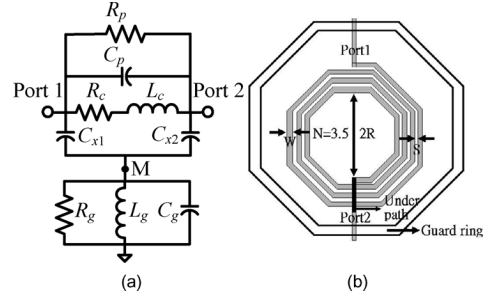 R_p
C_p
Port 1
R_c
L_c
Port 2
C_x1
C_x2
M
R_g
L_g
C_g
(a)
(b)
Port1
W
N=3.5
2R
S
Under
path
Port2
Guard ring